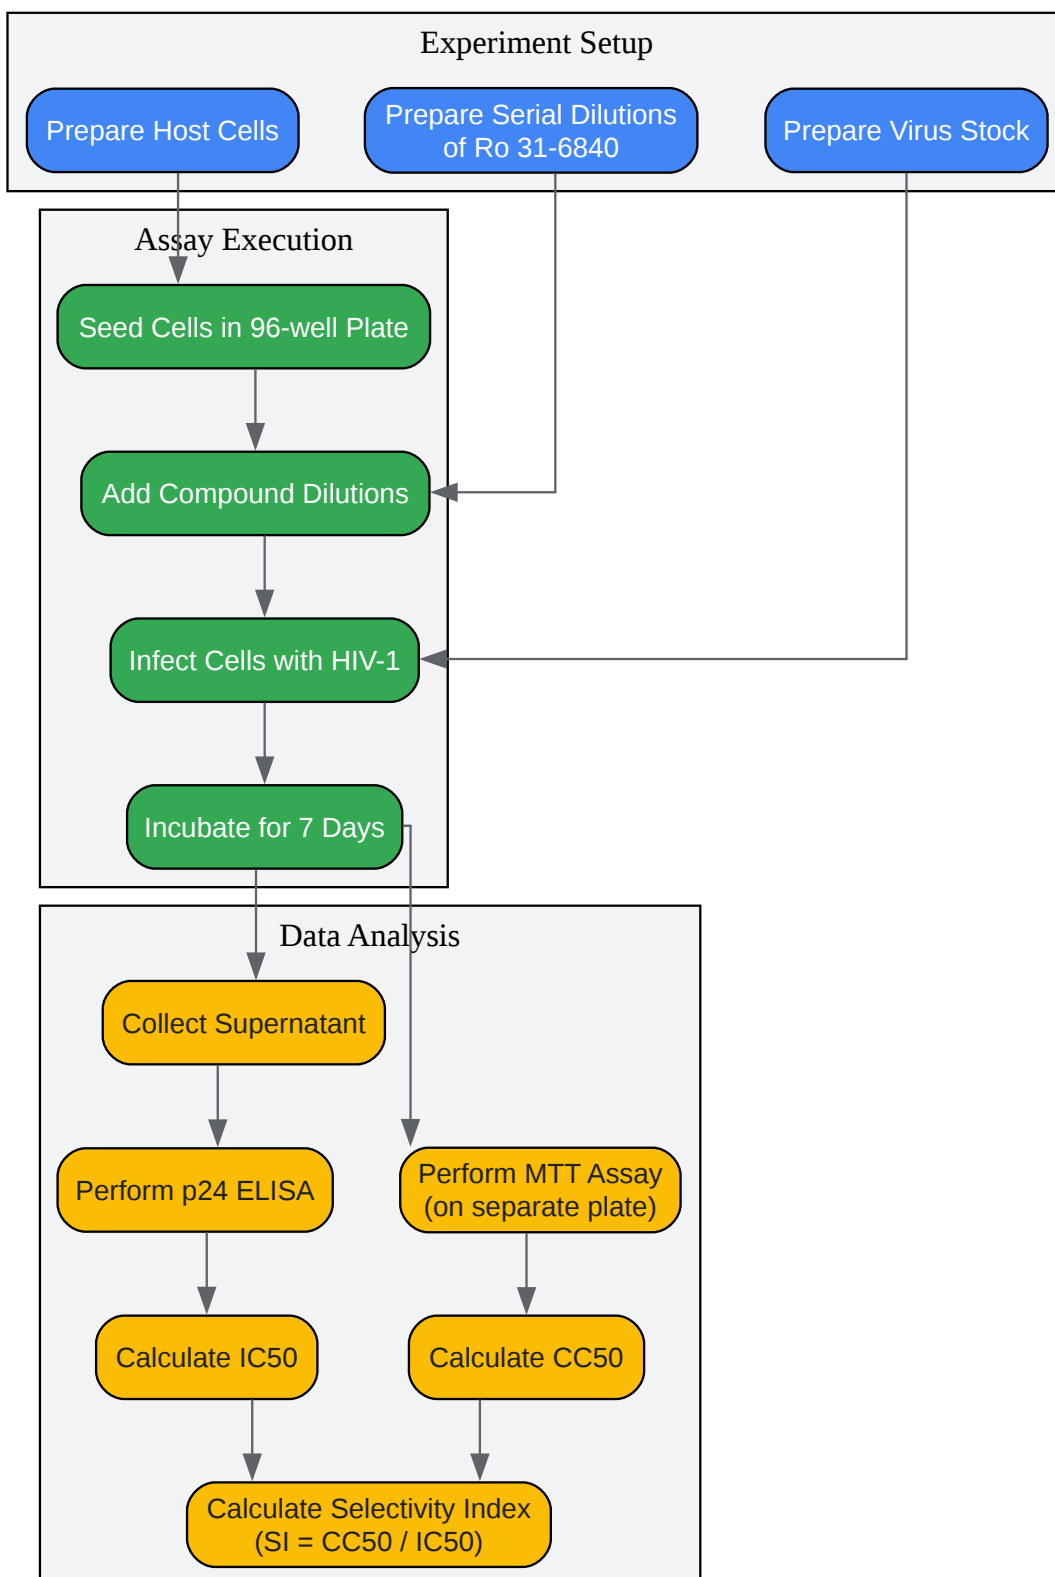 Experiment Setup
Prepare Host Cells
Prepare Serial Dilutions
of Ro 31-6840
Prepare Virus Stock
Assay Execution
Seed Cells in 96-well Plate
Add Compound Dilutions
Infect Cells with HIV-1
Incubate for 7 Days
Data Analysis
Collect Supernatant
Perform p24 ELISA
Perform MTT Assay
(on separate plate)
Calculate IC50
Calculate CC50
Calculate Selectivity Index
(SI = CC50 / IC50)